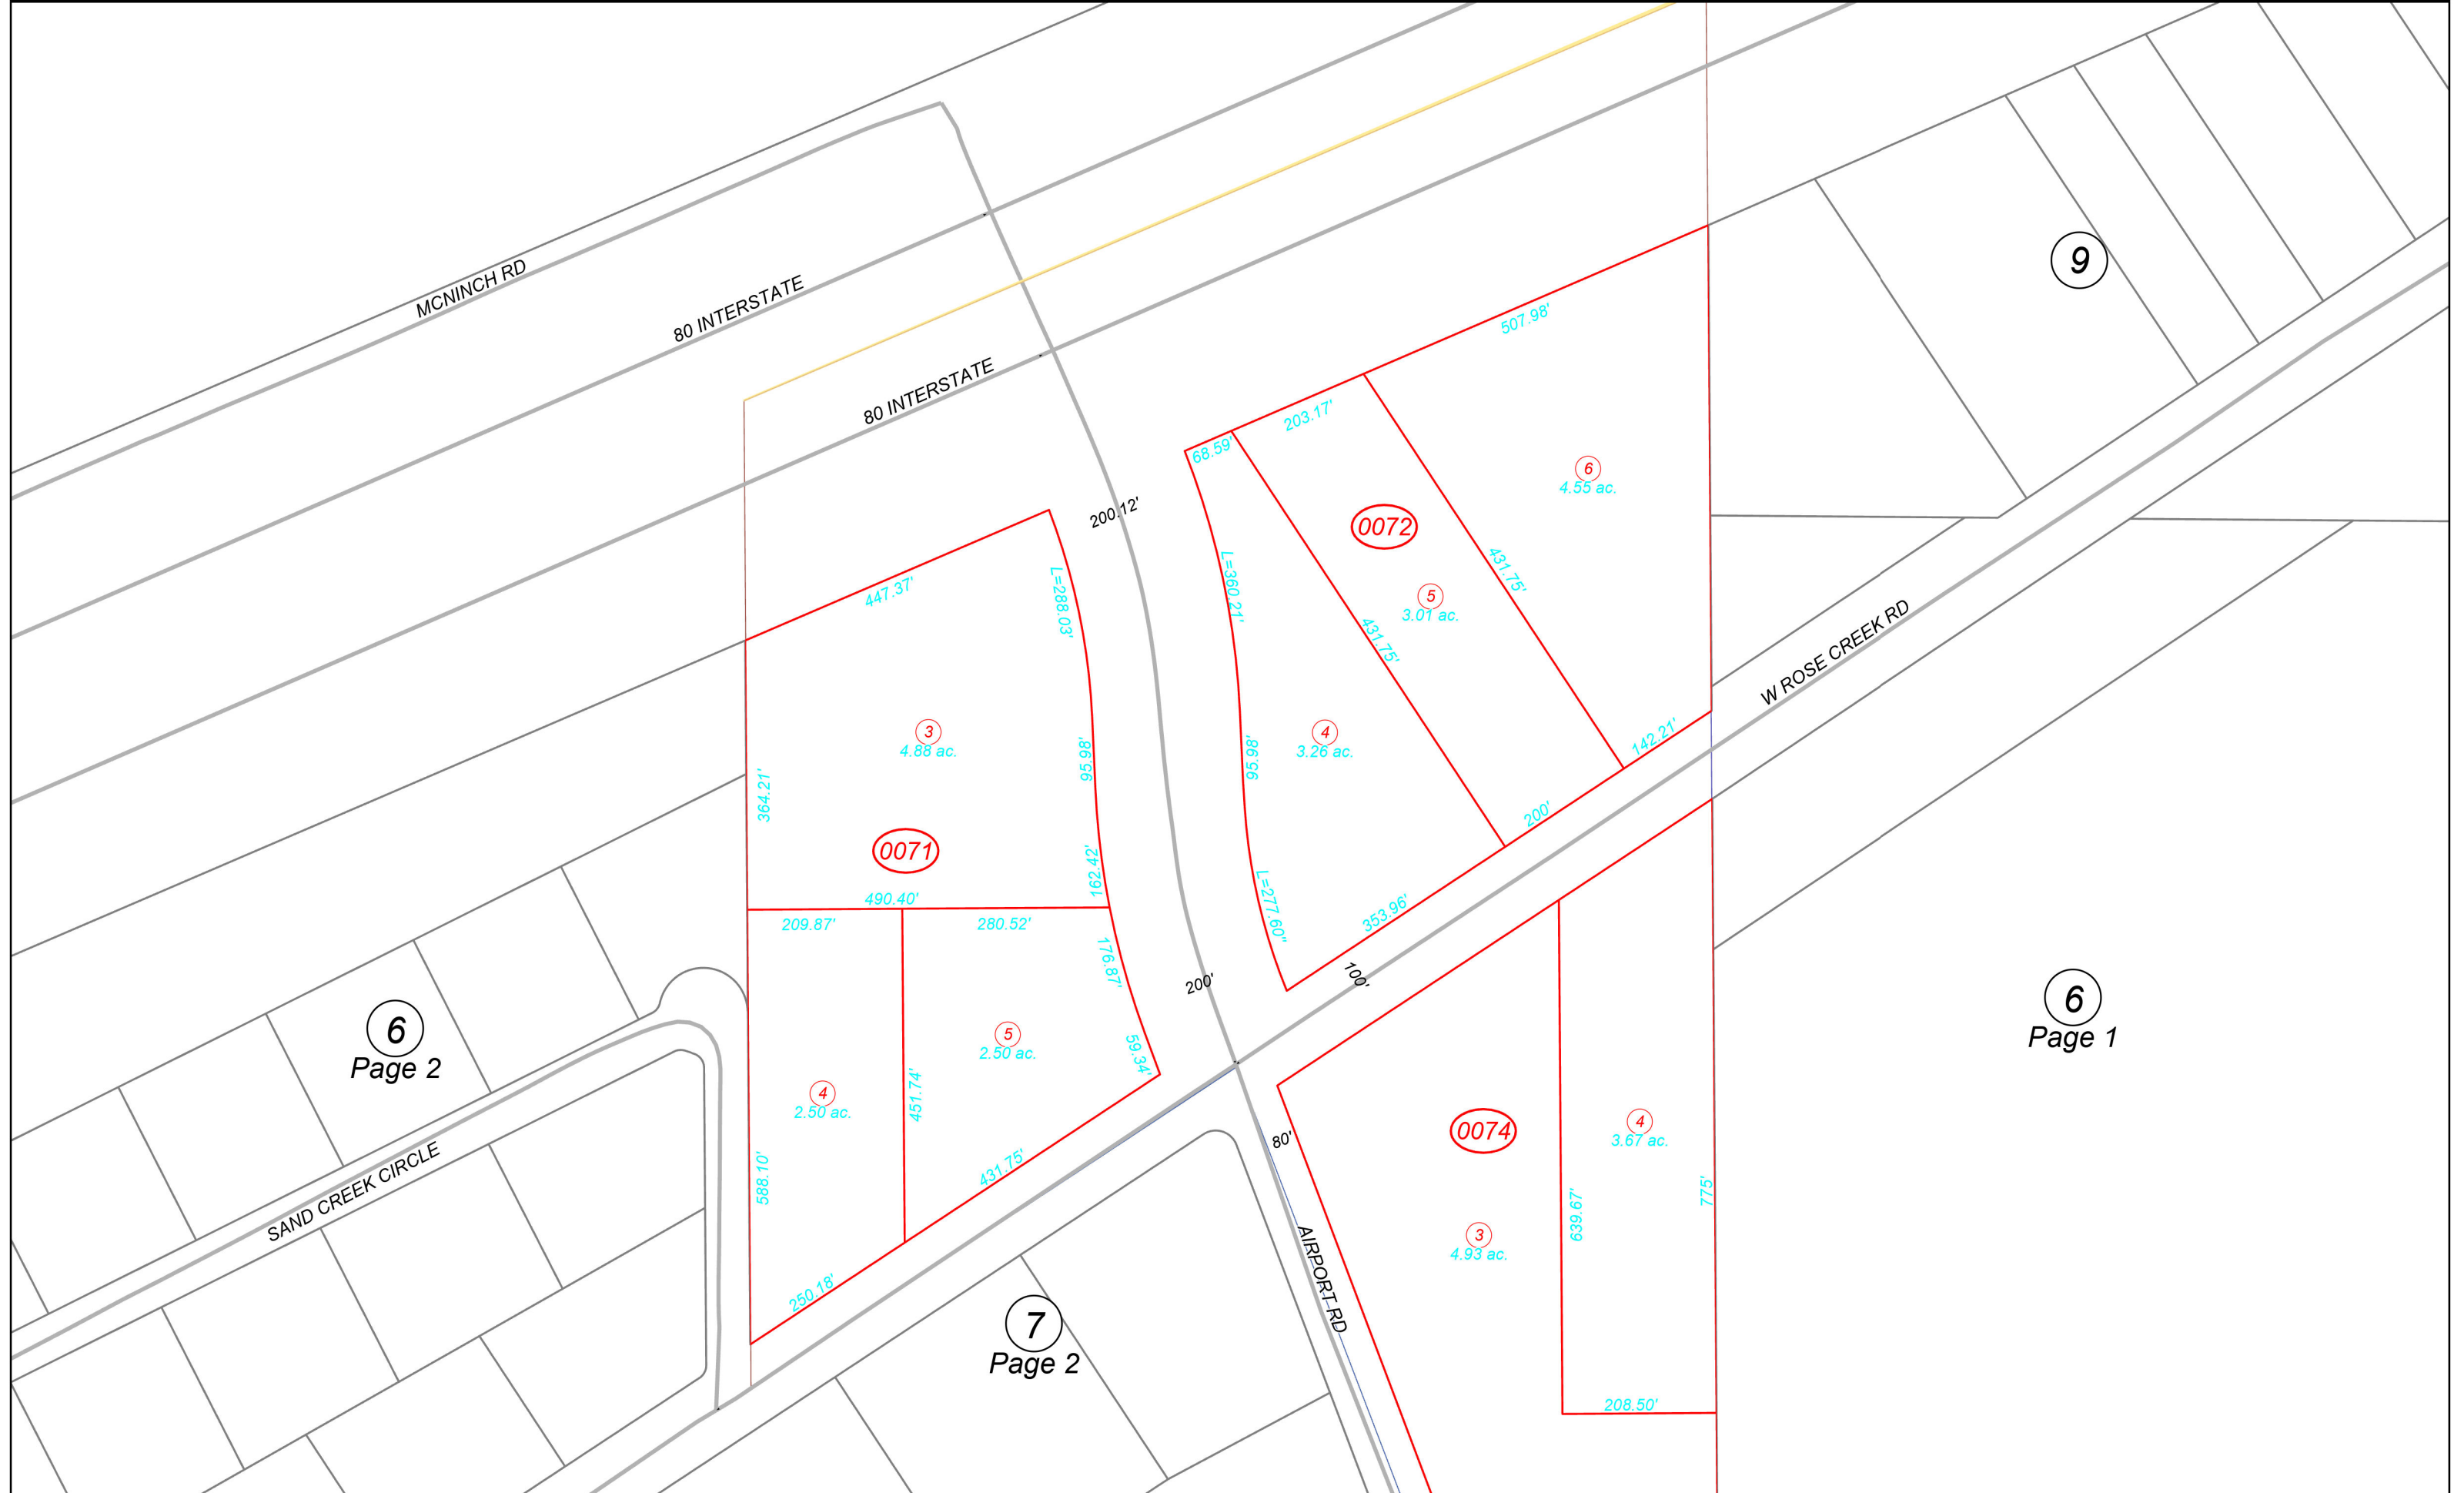 MCNINCH RD
80 INTERSTATE
80 INTERSTATE
9
507.98'
203.17'
68.59'
6
4.55 ac.
200.12'
0072
447.37'
L=288.03'
L=360.21'
431.75'
5
3.01 ac.
431.75'
W ROSE CREEK RD
3
4.88 ac.
95.98'
95.98'
4
3.26 ac.
142.21'
364.21'
200'
0071
162.42'
490.40'
209.87'
280.52'
L=277.60"
353.96'
176.87'
200'
100'
6
Page 2
6
Page 1
5
2.50 ac.
59.34'
4
2.50 ac.
451.74'
80'
0074
4
3.67 ac.
SAND CREEK CIRCLE
588.10'
431.75'
775'
639.67'
3
4.93 ac.
AIRPORT RD
250.18'
7
Page 2
208.50'